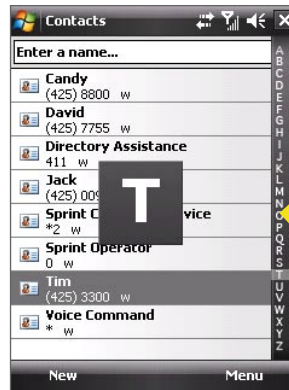 Contacts
Enter a name...
Candy
(425) 8800 w
David
(425) 7755 w
Directory Assistance
411 w
Jack
(425) 009
Sprint C vice
*2 w
Sprint Operator
0 w
Tim
(425) 3300 w
Voice Command
* w
T
A
B
C
D
E
F
G
H
I
J
K
L
M
N
O
P
Q
R
S
T
U
V
W
X
Y
Z
New Menu